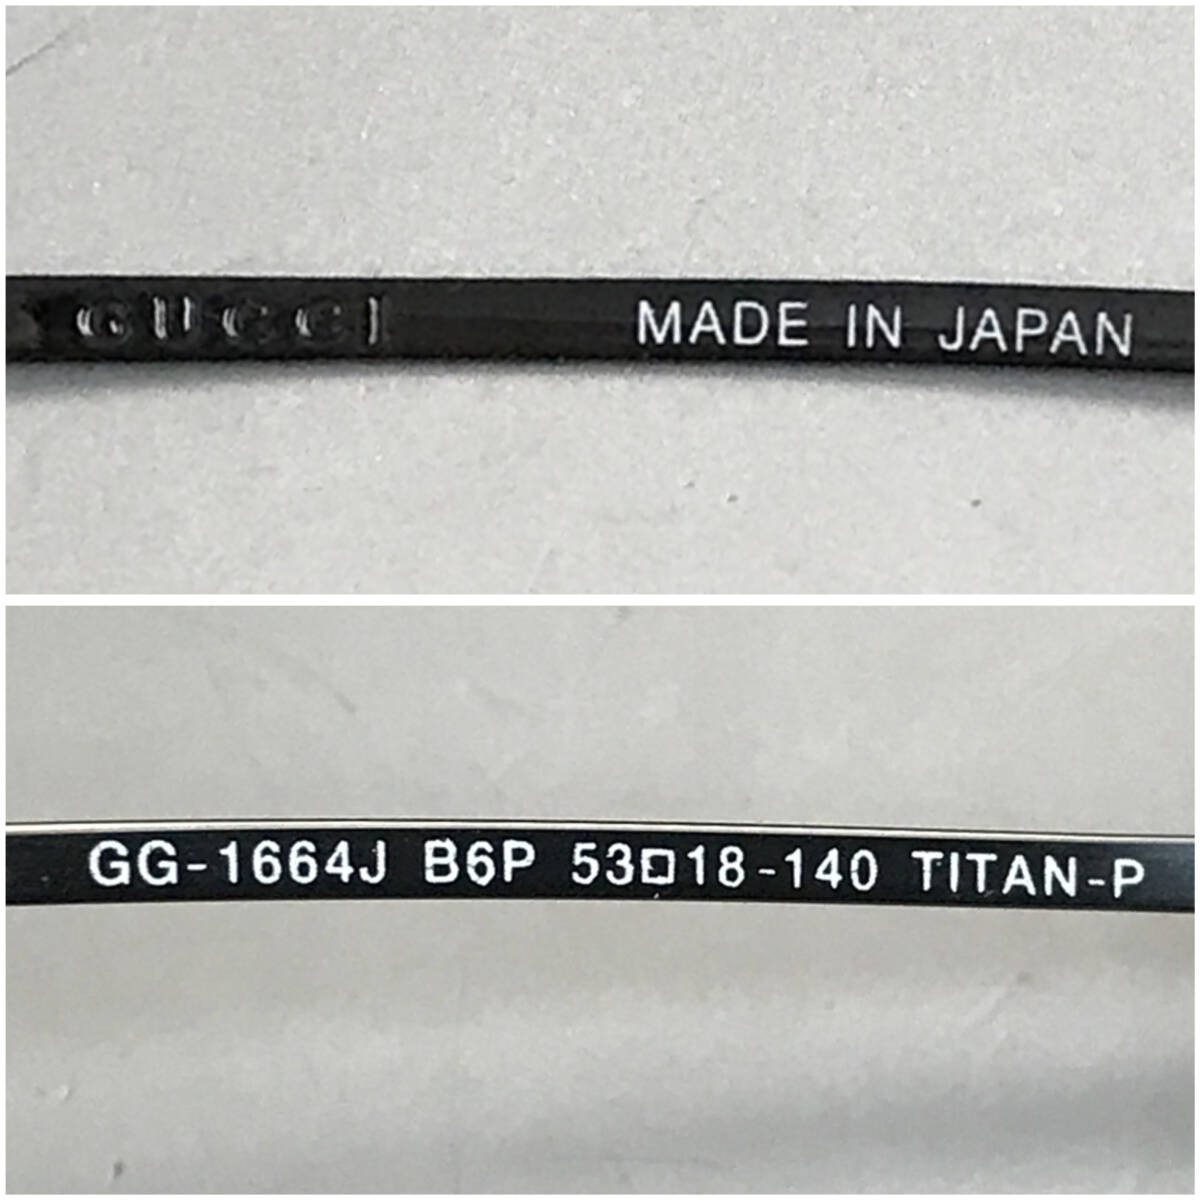 GUCCI MADE IN JAPAN
GG-1664J B6P 53□18-140 TITAN-P